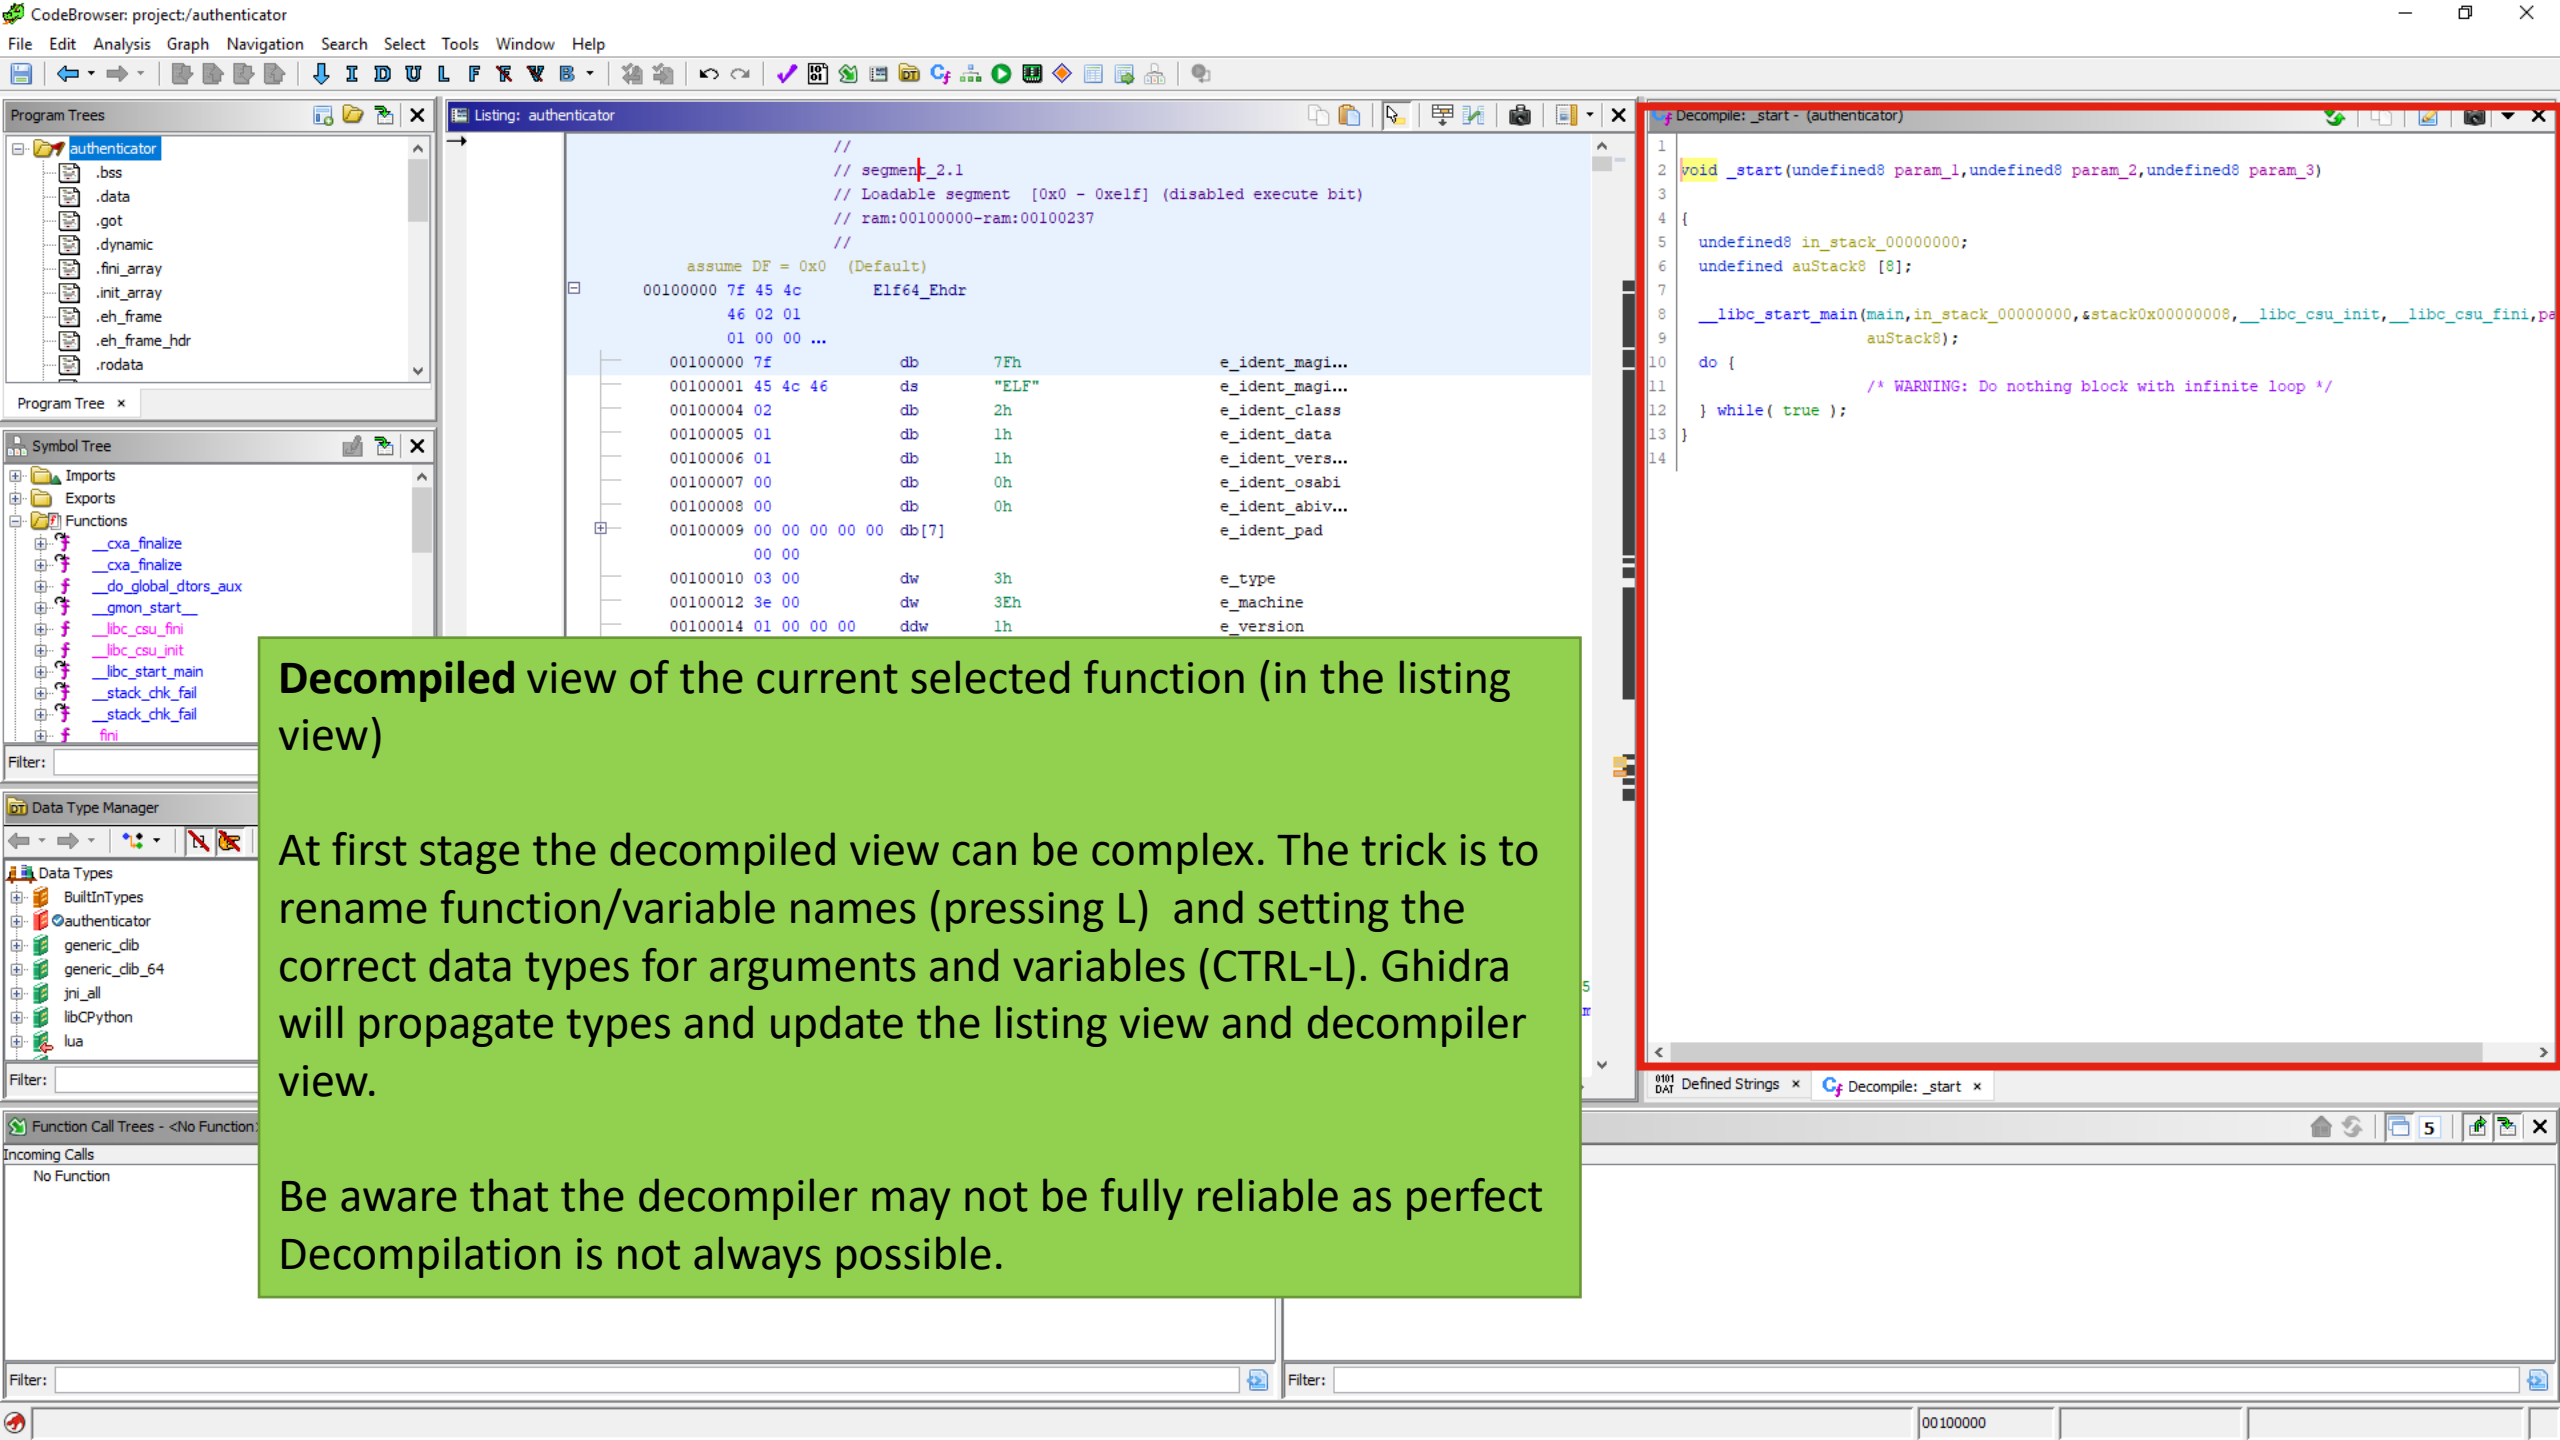 CodeBrowser: project:/authenticator
File Edit Analysis Graph Navigation Search Select Tools Window Help
I D U L F F V B
Program Trees
authenticator
.bss
.data
.got
.dynamic
.fini_array
.init_array
.eh_frame
.eh_frame_hdr
.rodata
Program Tree ×
Symbol Tree
Imports
Exports
Functions
__cxa_finalize
__cxa_finalize
__do_global_dtors_aux
__gmon_start__
__libc_csu_fini
__libc_csu_init
__libc_start_main
__stack_chk_fail
__stack_chk_fail
_fini
Filter:
Data Type Manager
Data Types
BuiltInTypes
authenticator
generic_clib
generic_clib_64
jni_all
libCPython
lua
Filter:
Listing: authenticator
//
// segment_2.1
// Loadable segment [0x0 - 0xe1f] (disabled execute bit)
// ram:00100000-ram:00100237
//
assume DF = 0x0 (Default)
00100000 7f 45 4c Elf64_Ehdr
46 02 01
01 00 00 ...
00100000 7f db 7Fh e_ident_magi...
00100001 45 4c 46 ds "ELF" e_ident_magi...
00100004 02 db 2h e_ident_class
00100005 01 db 1h e_ident_data
00100006 01 db 1h e_ident_vers...
00100007 00 db 0h e_ident_osabi
00100008 00 db 0h e_ident_abiv...
00100009 00 00 00 00 00 db[7] e_ident_pad
00 00
00100010 03 00 dw 3h e_type
00100012 3e 00 dw 3Eh e_machine
00100014 01 00 00 00 ddw 1h e_version
Decompile: _start - (authenticator)
1
2 void _start(undefined8 param_1,undefined8 param_2,undefined8 param_3)
3
4 {
5 undefined8 in_stack_00000000;
6 undefined auStack8 [8];
7
8 __libc_start_main(main,in_stack_00000000,&stack0x00000008,__libc_csu_init,__libc_csu_fini,pa
9 auStack8);
10 do {
11 /* WARNING: Do nothing block with infinite loop */
12 } while( true );
13 }
14
Defined Strings × Decompile: _start ×
Decompiled view of the current selected function (in the listing
view)
At first stage the decompiled view can be complex. The trick is to
rename function/variable names (pressing L) and setting the
correct data types for arguments and variables (CTRL-L). Ghidra
will propagate types and update the listing view and decompiler
view.
Be aware that the decompiler may not be fully reliable as perfect
Decompilation is not always possible.
Function Call Trees - <No Function>
5
Incoming Calls
No Function
Filter:
Filter:
00100000